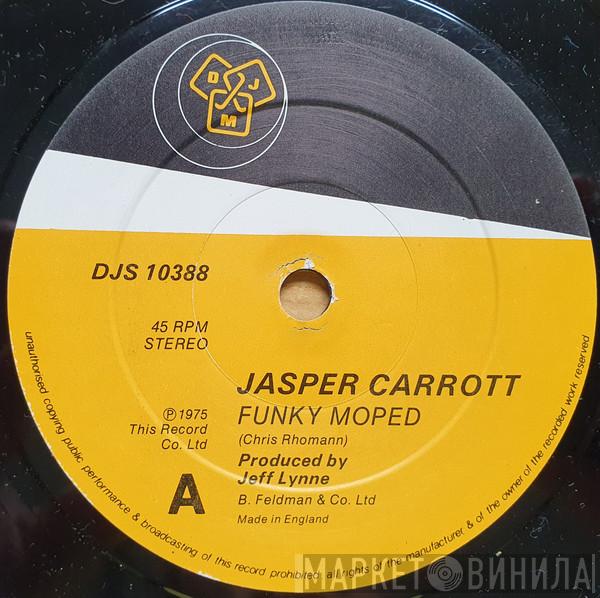 D J M
DJS 10388
45 RPM
STEREO
JASPER CARROTT
FUNKY MOPED
(Chris Rhomann)
℗ 1975
This Record
Co. Ltd
Produced by
Jeff Lynne
A
B. Feldman & Co. Ltd
Made in England
unauthorised copying public performance & broadcasting of this record prohibited all rights of the manufacturer & of the owner of the recorded work reserved
МАРКЕТ ВИНИЛА